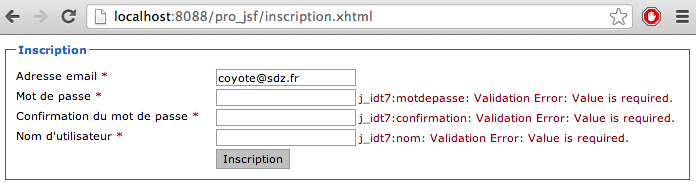 localhost:8088/pro_jsf/inscription.xhtml
Inscription
Adresse email * coyote@sdz.fr
Mot de passe * j_idt7:motdepasse: Validation Error: Value is required.
Confirmation du mot de passe * j_idt7:confirmation: Validation Error: Value is required.
Nom d'utilisateur * j_idt7:nom: Validation Error: Value is required.
Inscription